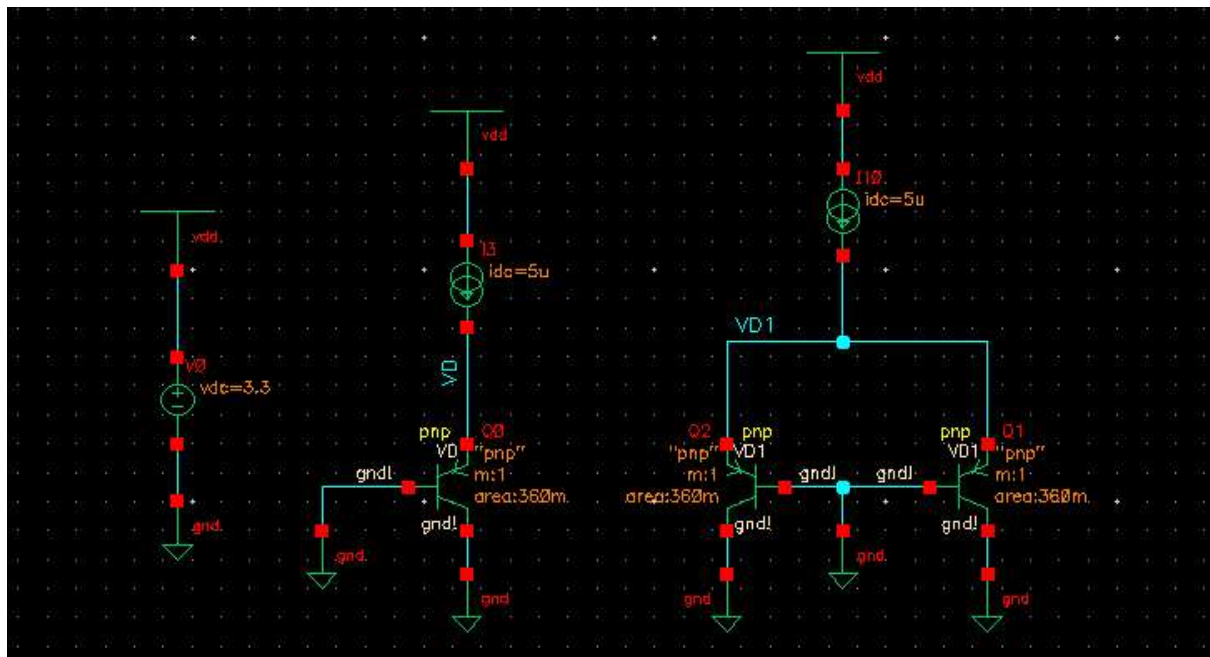 vdd
I10
idc=5u
vdd
vdd
I3
idc=5u
VD1
V0
vdc=3.3
VD
pnp Q0
VD "pnp"
gnd! m:1
area:360m
gnd!
Q2 pnp
"pnp" VD1
m:1 gnd!
area:360m
gnd!
pnp Q1
VD1 "pnp"
gnd! m:1
area:360m
gnd!
gnd
gnd
gnd
gnd
gnd
gnd